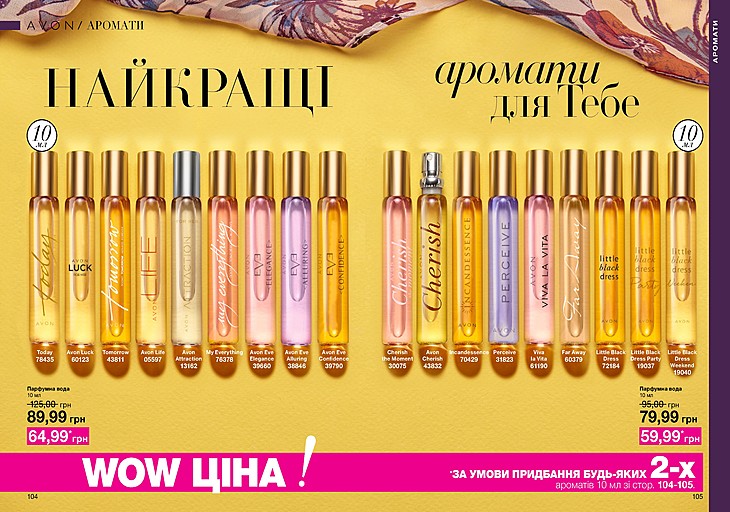 AVON / АРОМАТИ
АРОМАТИ
НАЙКРАЩІ
аромати
для Тебе
10
МЛ
10
МЛ
today
AVON
AVON
LUCK
tomorrow
LIFE
ATTRACTION
my everything
AVON
EVE
ELEGANCE
AVON
EVE
ALLURING
AVON
EVE
CONFIDENCE
Cherish
Cherish
INCANDESSENCE
AVON
PERCEIVE
AVON
VIVA LA VITA
Far Away
little
black
dress
little
black
dress
Party
little
black
dress
Weekend
Today
78435
Avon Luck
60123
Tomorrow
43811
Avon Life
05597
Avon
Attraction
13162
My Everything
76378
Avon Eve
Elegance
39660
Avon Eve
Alluring
38846
Avon Eve
Confidence
39790
Cherish
the Moment
30075
Avon
Cherish
43832
Incandessence
70429
Perceive
31823
Viva
la Vita
61190
Far Away
60379
Little Black
Dress
72184
Little Black
Dress Party
19037
Little Black
Dress
Weekend
19040
Парфумна вода
10 мл
125,00 грн
89,99 грн
64,99* грн
Парфумна вода
10 мл
95,00 грн
79,99 грн
59,99* грн
WOW ЦІНА!
*ЗА УМОВИ ПРИДБАННЯ БУДЬ-ЯКИХ 2-х
ароматів 10 мл зі стор. 104-105.
104
105